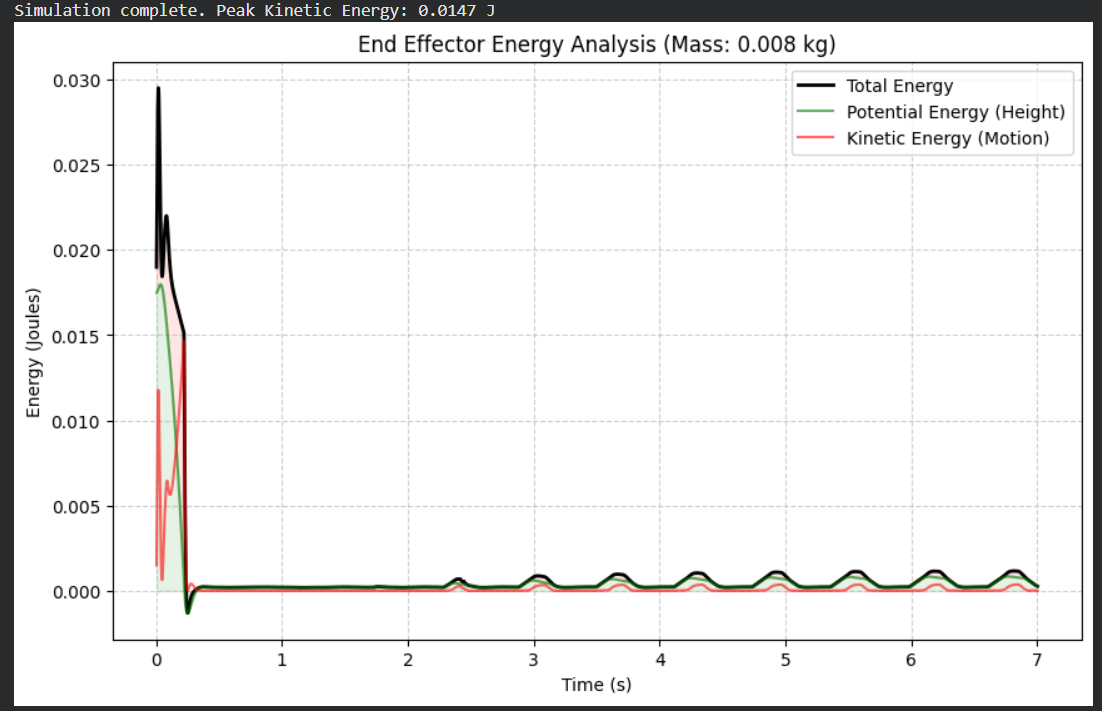 Simulation complete. Peak Kinetic Energy: 0.0147 J
End Effector Energy Analysis (Mass: 0.008 kg)
Total Energy
Potential Energy (Height)
Kinetic Energy (Motion)
0.030
0.025
0.020
0.015
0.010
0.005
0.000
Energy (Joules)
0 1 2 3 4 5 6 7
Time (s)